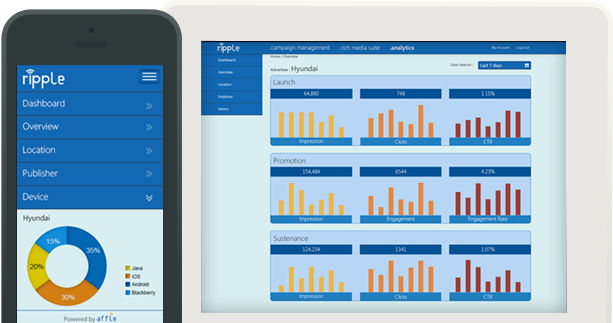 ripple
Dashboard
Overview
Location
Publisher
Device
Hyundai
15%
35%
20%
30%
Java
iOS
Android
Blackberry
Powered by affle
ripple
.campaign management
.rich media suite
.analytics
My Account
Log Out
Dashboard
Overview
Location
Publisher
Device
Home / Overview
Advertiser : Hyundai
Date Selector :
Last 7 days
Launch
64,880
748
1.15%
Impression
Clicks
CTR
Promotion
154,484
6544
4.23%
Impression
Engagement
Engagement Rate
Sustenance
124,234
1341
1.07%
Impression
Clicks
CTR